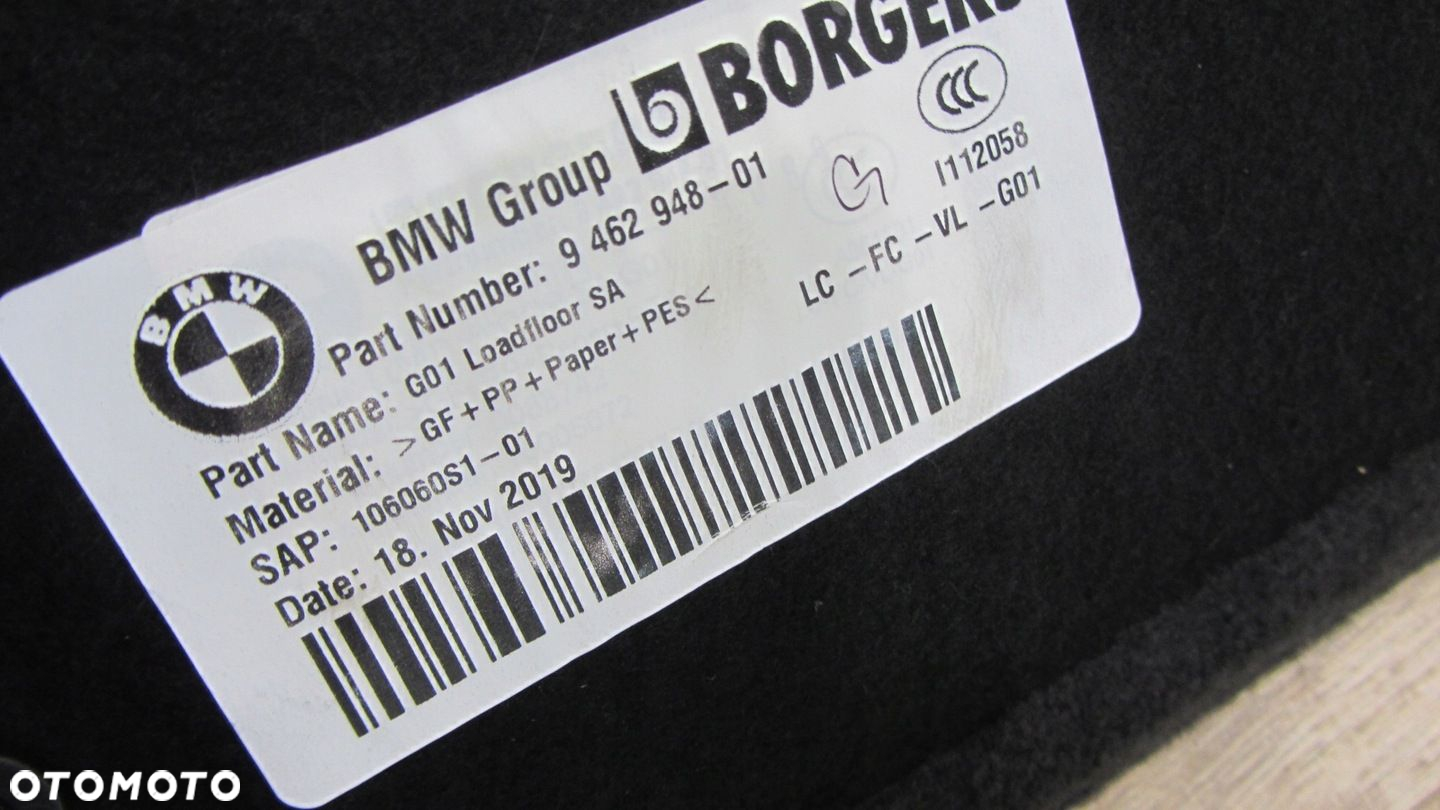 BORGERS
CCC
BMW Group
I112058
BMW
Part Number: 9 462 948-01
LC -FC -VL -G01
Part Name: G01 Loadfloor SA
Material: >GF+PP+Paper+PES<
SAP: 106060S1-01
Date: 18. Nov 2019
OTOMOTO